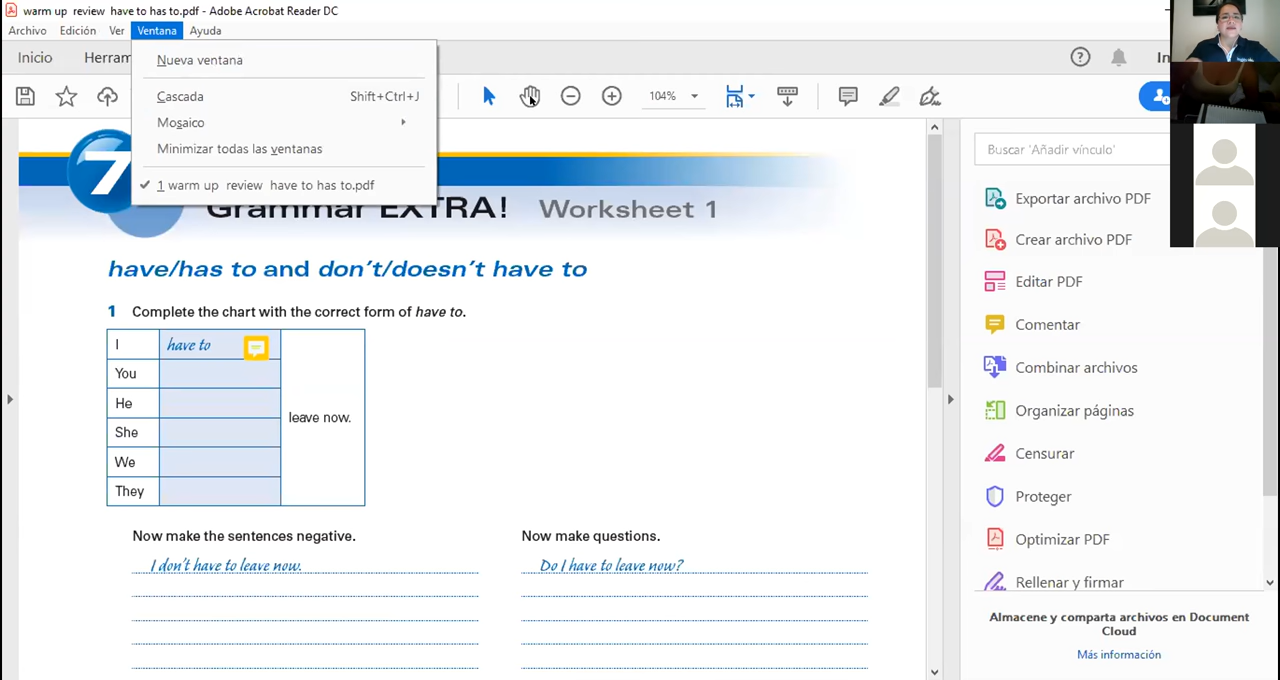 warm up  review  have to has to.pdf - Adobe Acrobat Reader DC
Archivo Edición Ver Ventana Ayuda
Inicio Herram
Nueva ventana
Cascada Shift+Ctrl+J
Mosaico
Minimizar todas las ventanas
1 warm up  review  have to has to.pdf
104%
Buscar 'Añadir vínculo'
Exportar archivo PDF
Crear archivo PDF
Editar PDF
Comentar
Combinar archivos
Organizar páginas
Censurar
Proteger
Optimizar PDF
Rellenar y firmar
Almacene y comparta archivos en Document
Cloud
Más información
7
Grammar EXTRA! Worksheet 1
have/has to and don't/doesn't have to
1 Complete the chart with the correct form of have to.
I have to
You
He
She
We
They
leave now.
Now make the sentences negative.
I don't have to leave now.
Now make questions.
Do I have to leave now?